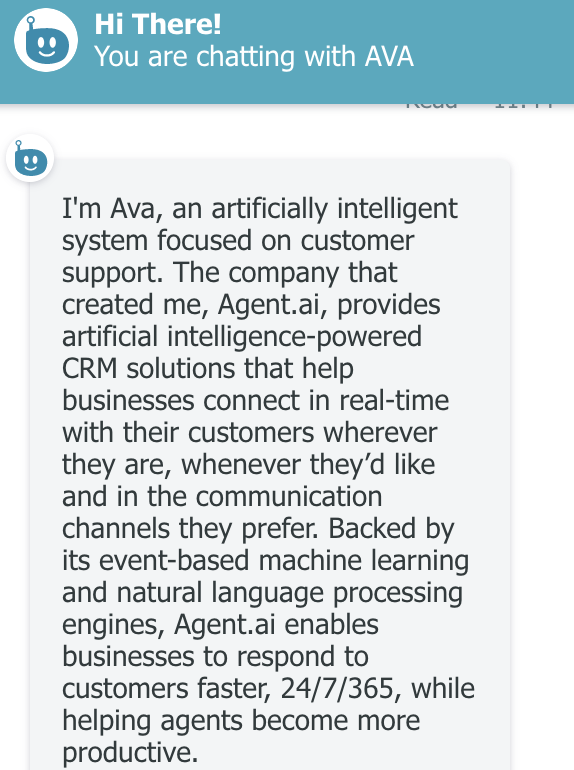 Hi There!
You are chatting with AVA
I'm Ava, an artificially intelligent
system focused on customer
support. The company that
created me, Agent.ai, provides
artificial intelligence-powered
CRM solutions that help
businesses connect in real-time
with their customers wherever
they are, whenever they’d like
and in the communication
channels they prefer. Backed by
its event-based machine learning
and natural language processing
engines, Agent.ai enables
businesses to respond to
customers faster, 24/7/365, while
helping agents become more
productive.